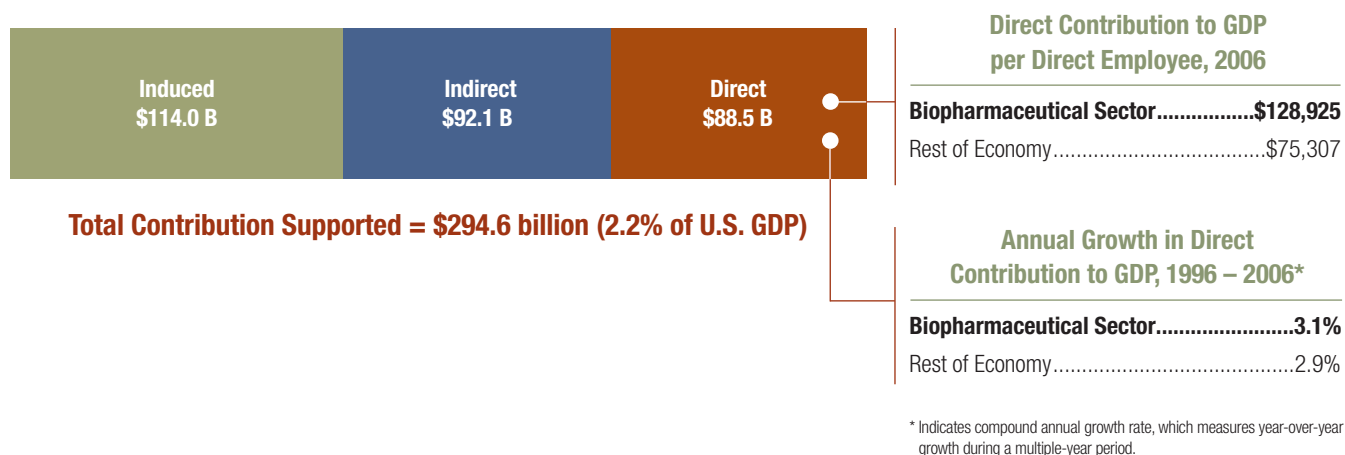 Induced
$114.0 B
Indirect
$92.1 B
Direct
$88.5 B
Total Contribution Supported = $294.6 billion (2.2% of U.S. GDP)
Direct Contribution to GDP
per Direct Employee, 2006
Biopharmaceutical Sector.................$128,925
Rest of Economy.....................................$75,307
Annual Growth in Direct
Contribution to GDP, 1996 – 2006*
Biopharmaceutical Sector........................3.1%
Rest of Economy.........................................2.9%
* Indicates compound annual growth rate, which measures year-over-year
growth during a multiple-year period.